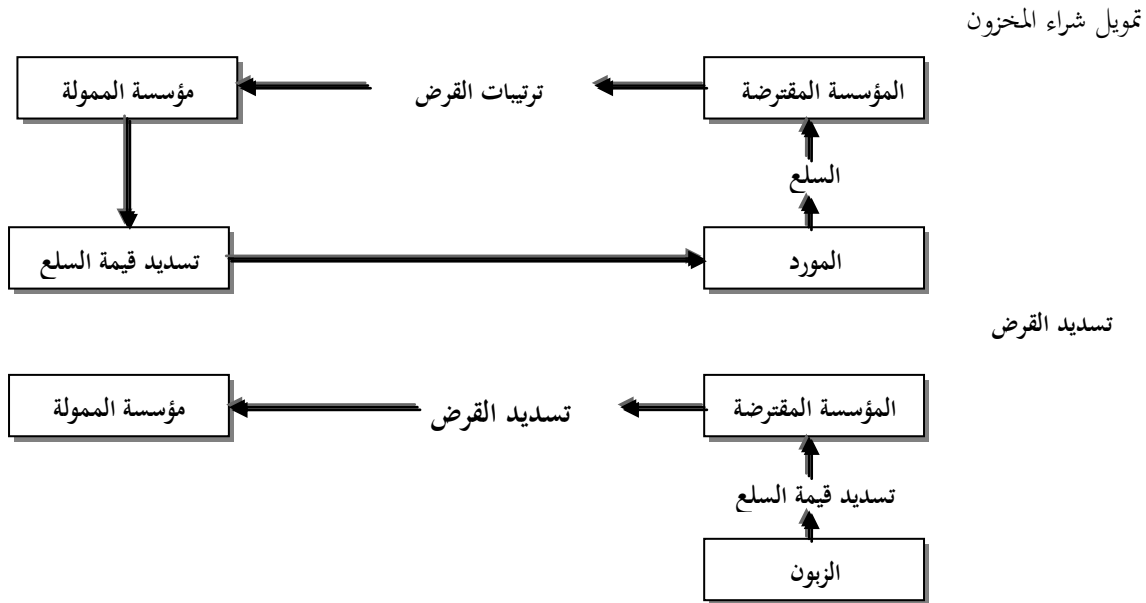 تمويل شراء المخزون
المؤسسة المقترضة
ترتيبات القرض
مؤسسة الممولة
السلع
المورد
تسديد قيمة السلع
تسديد القرض
المؤسسة المقترضة
تسديد القرض
مؤسسة الممولة
تسديد قيمة السلع
الزبون